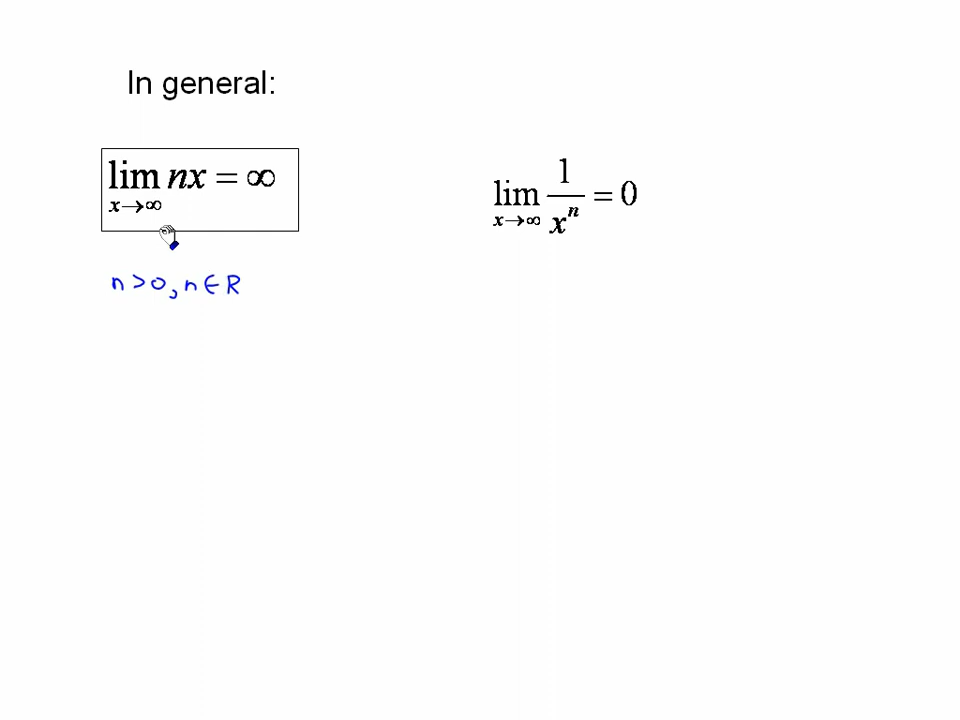 In general:
lim nx = ∞
x→∞
n > 0, n ∈ R
lim 1/xⁿ = 0
x→∞